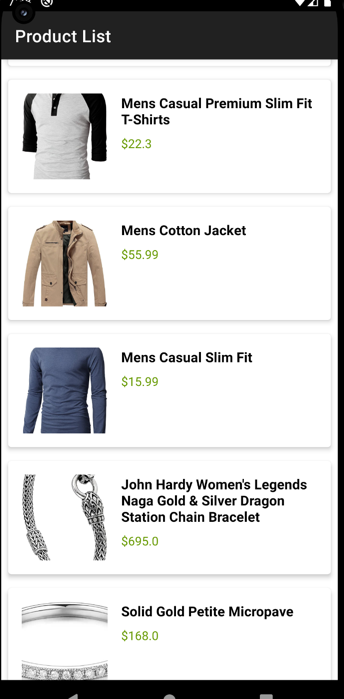 Product List
Mens Casual Premium Slim Fit
T-Shirts
$22.3
Mens Cotton Jacket
$55.99
Mens Casual Slim Fit
$15.99
John Hardy Women's Legends
Naga Gold & Silver Dragon
Station Chain Bracelet
$695.0
Solid Gold Petite Micropave
$168.0